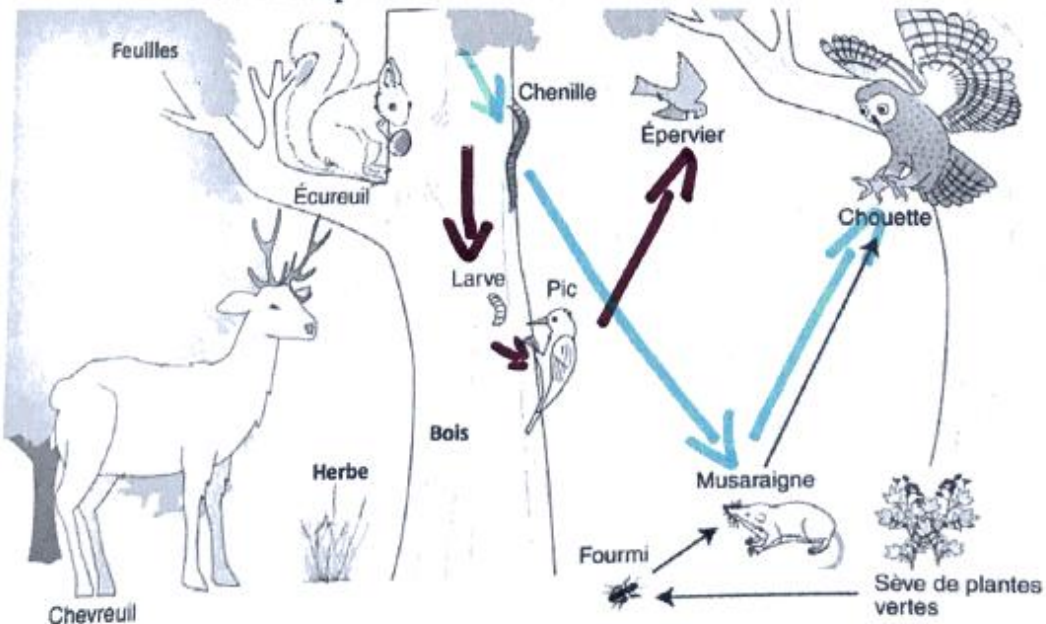 Feuilles
Chenille
Épervier
Écureuil
Chouette
Larve
Pic
Bois
Herbe
Musaraigne
Fourmi
Sève de plantes
vertes
Chevreuil